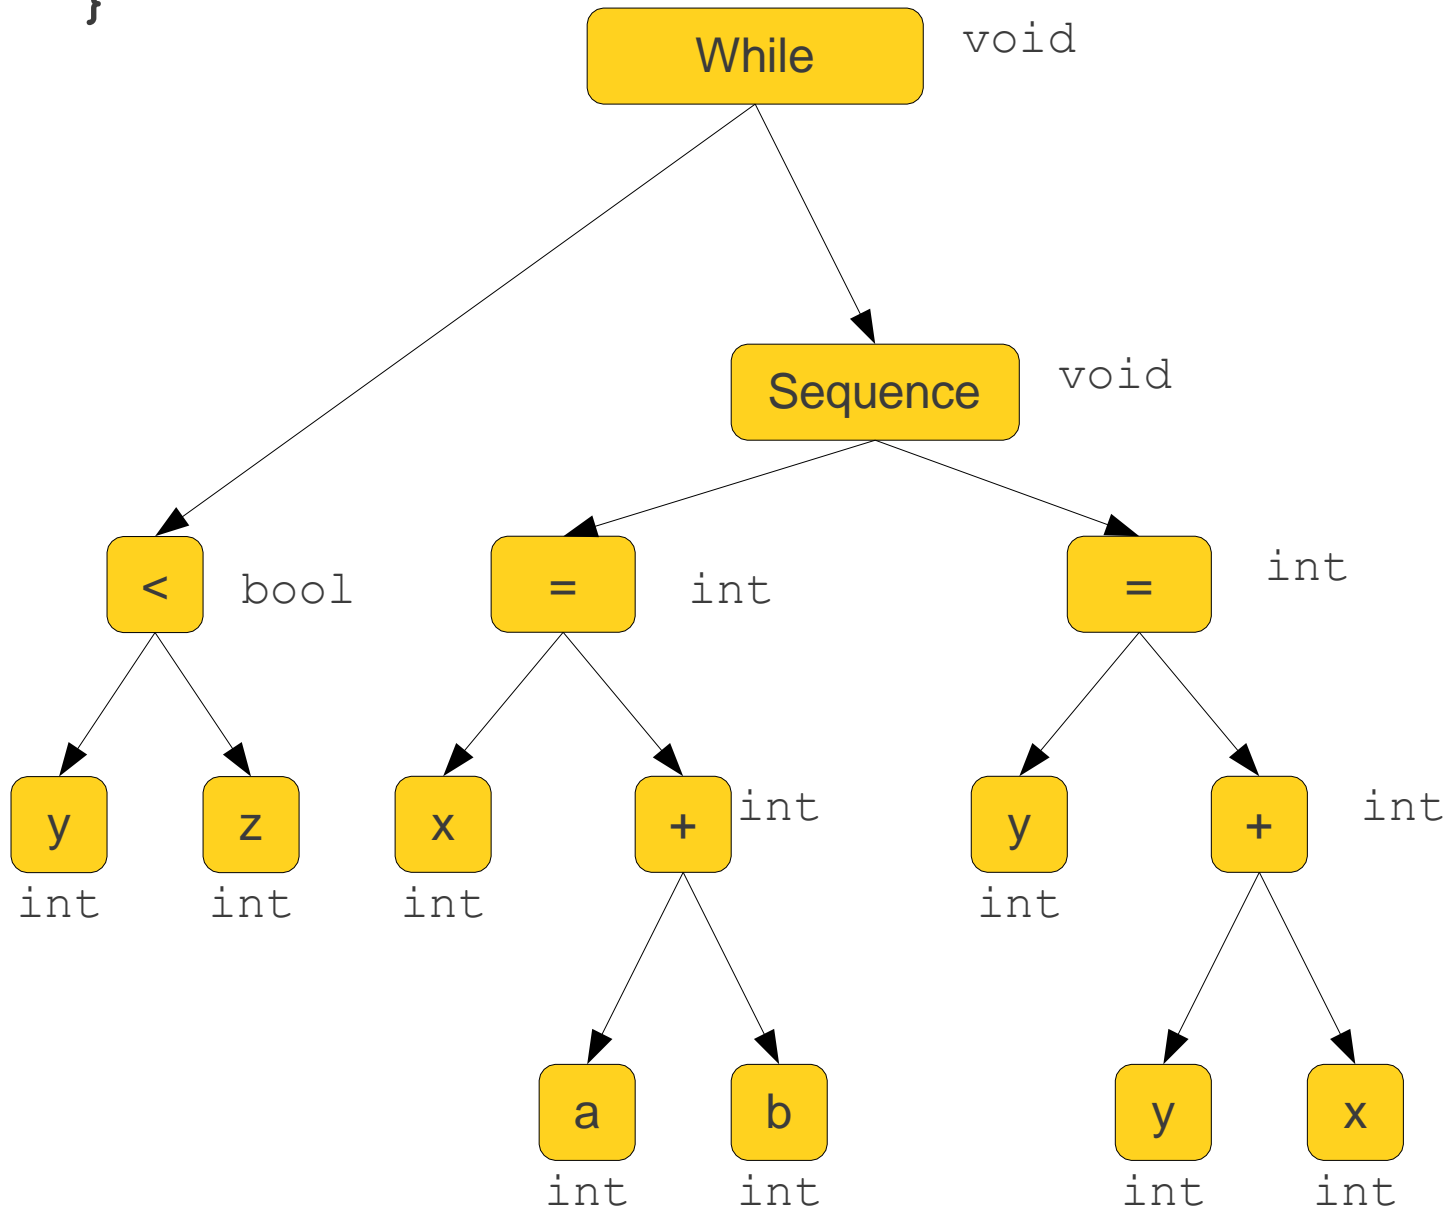 }
While void
Sequence void
< bool = int = int
y z x + int y + int
int int int int
a b y x
int int int int